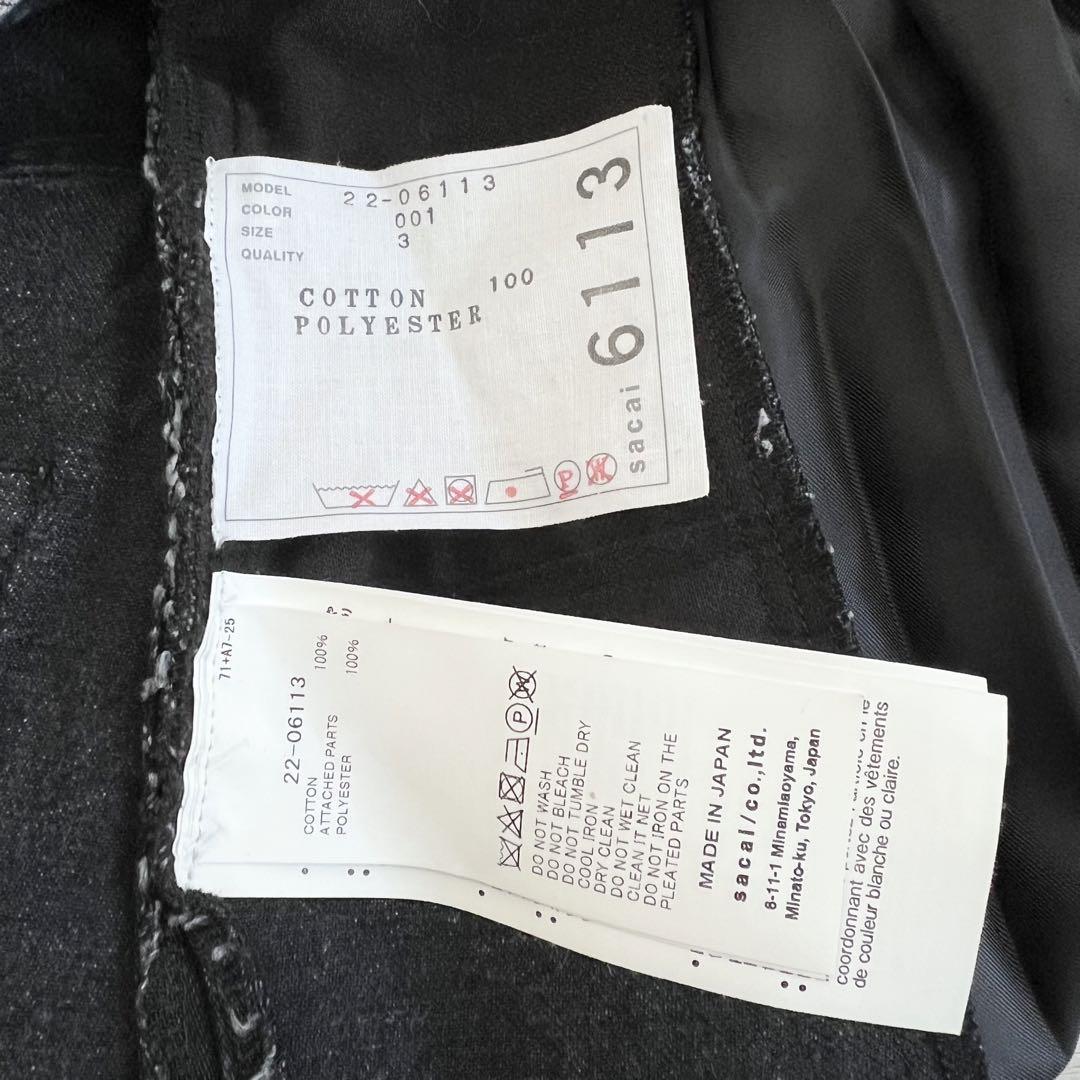 MODEL 22-06113
COLOR 001
SIZE 3
QUALITY
COTTON 100
POLYESTER
sacai 6113
P
W
71+A7-25
22-06113
COTTON 100%
ATTACHED PARTS
POLYESTER 100%
P W
DO NOT WASH
DO NOT BLEACH
DO NOT TUMBLE DRY
COOL IRON
DRY CLEAN
DO NOT WET CLEAN
CLEAN IT NET
DO NOT IRON ON THE
PLEATED PARTS
MADE IN JAPAN
sacai/co.,ltd.
8-11-1 Minamiaoyama,
Minato-ku, Tokyo, Japan
coordonnant avec des vêtements
de couleur blanche ou claire.